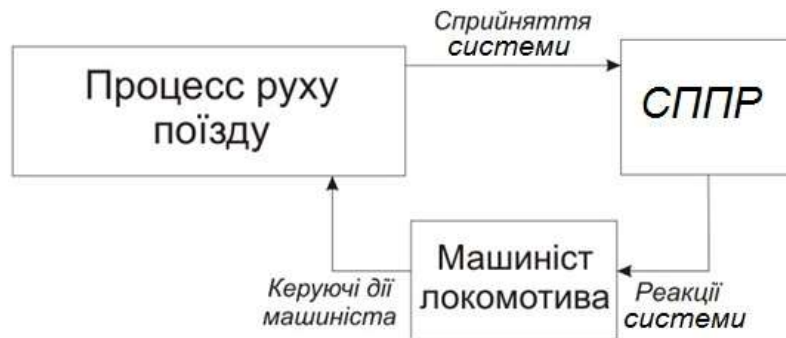 Сприйняття
системи
Процесс руху
поїзду
СППР
Машиніст
локомотива
Керуючі дії
машиніста
Реакції
системи